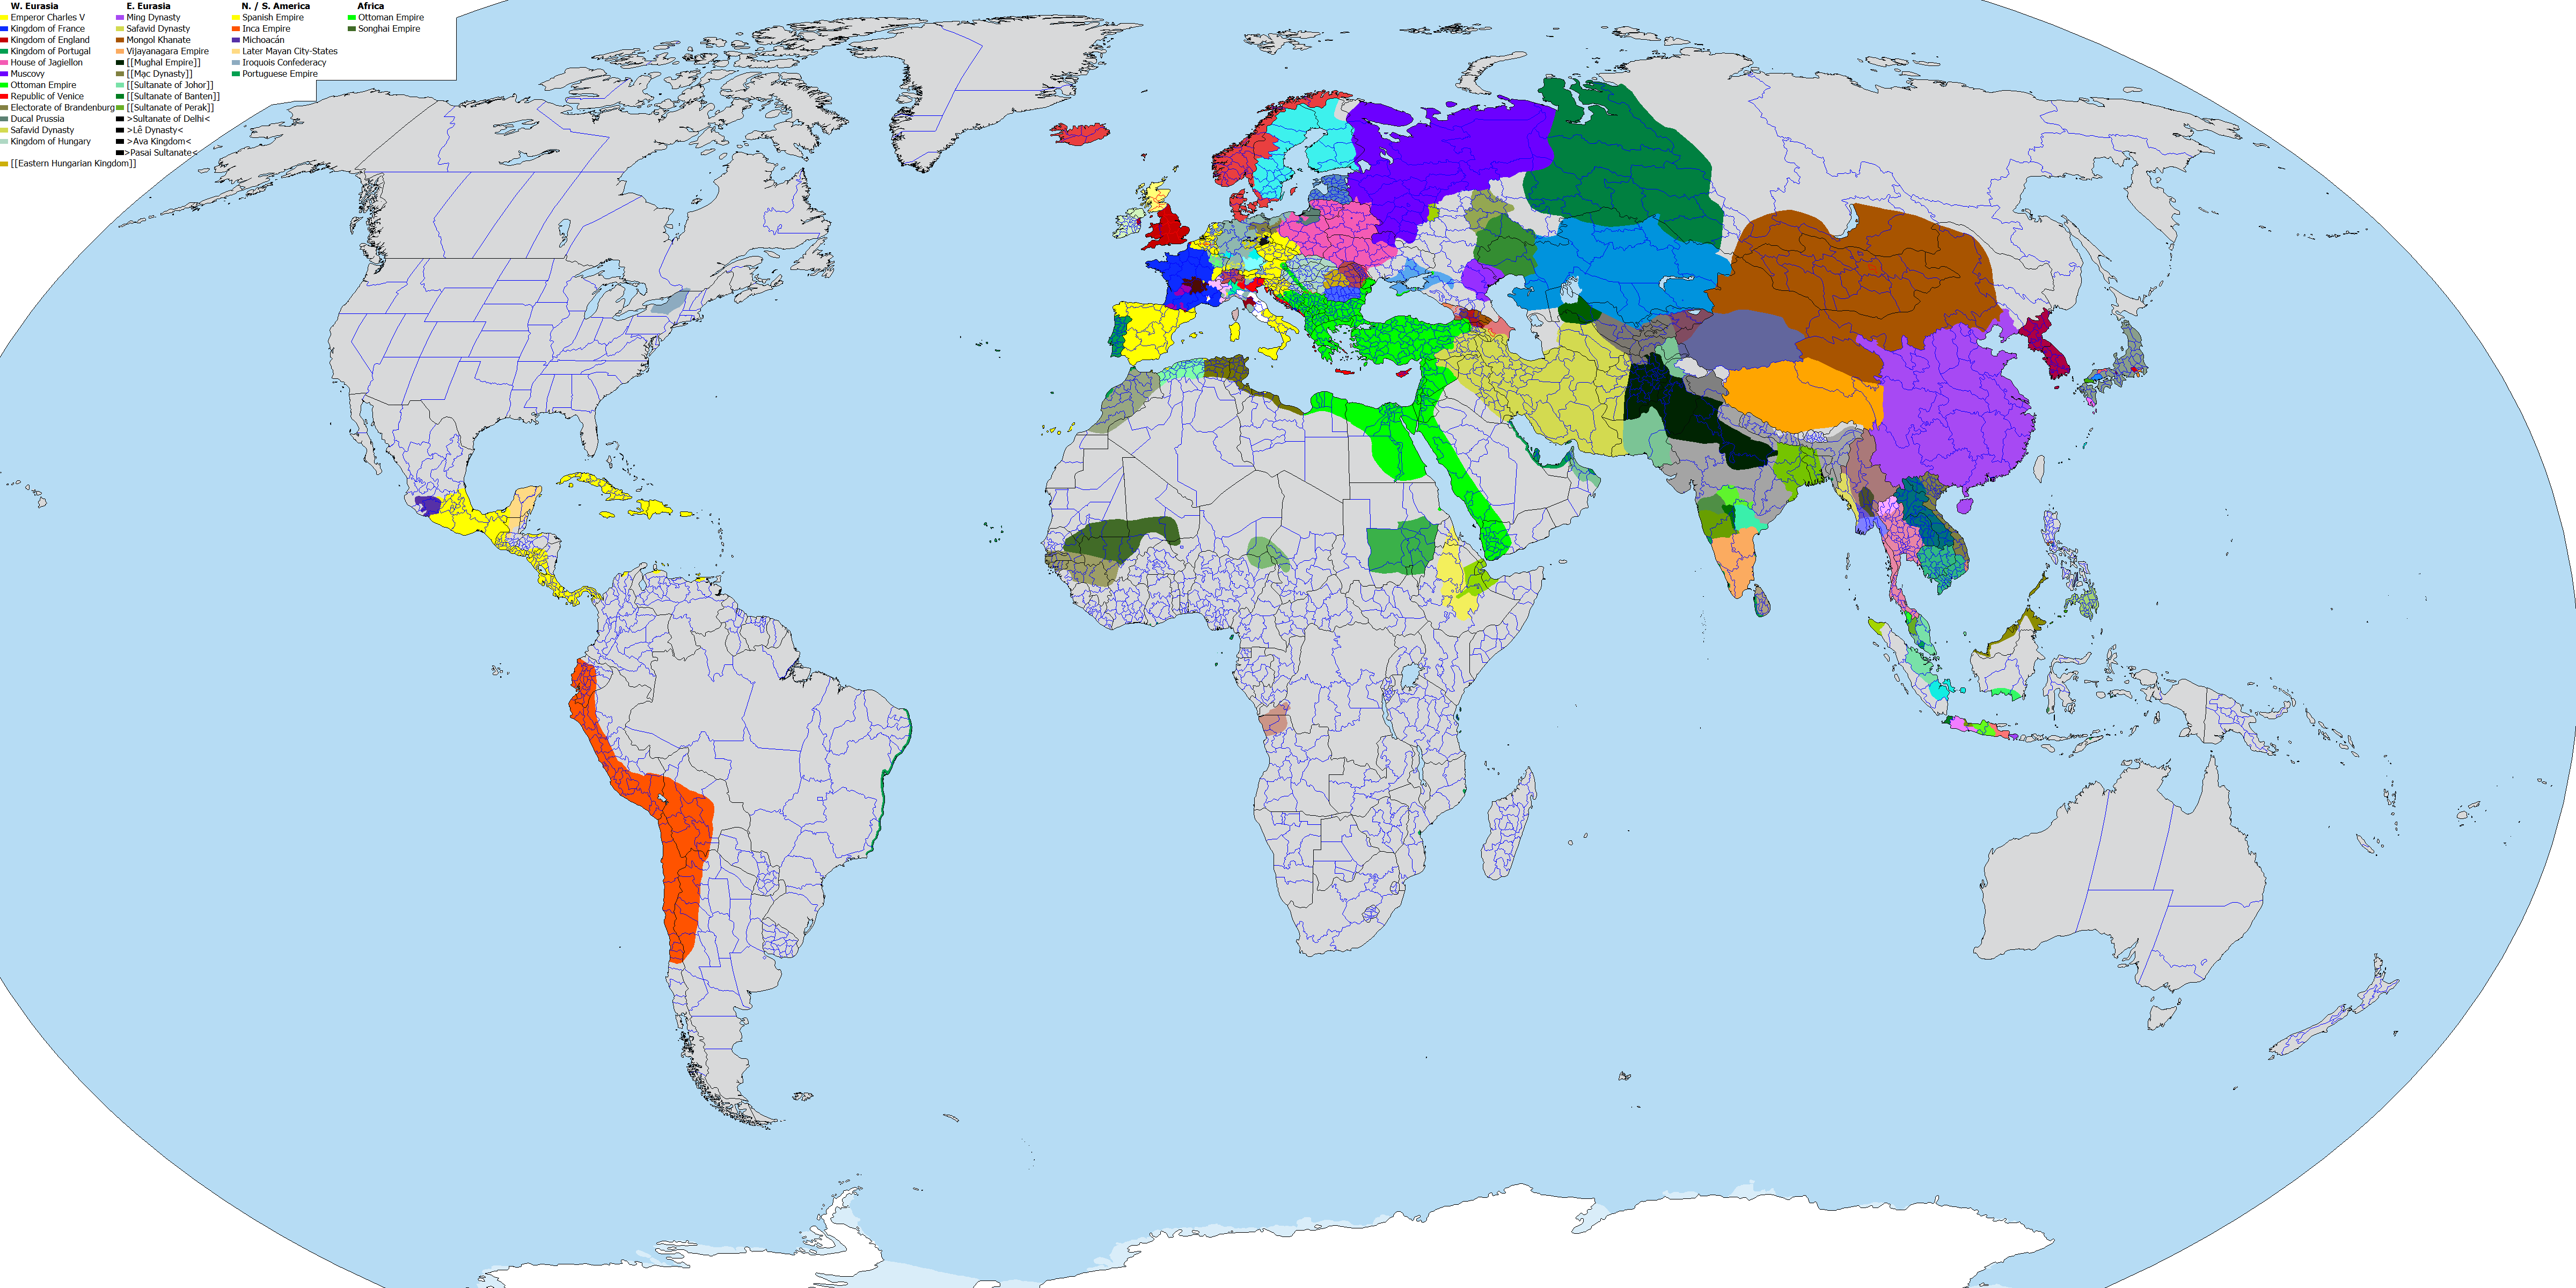 W. Eurasia
Emperor Charles V
Kingdom of France
Kingdom of England
Kingdom of Portugal
House of Jagiellon
Muscovy
Ottoman Empire
Republic of Venice
Electorate of Brandenburg
Ducal Prussia
Safavid Dynasty
Kingdom of Hungary
[[Eastern Hungarian Kingdom]]
E. Eurasia
Ming Dynasty
Safavid Dynasty
Mongol Khanate
Vijayanagara Empire
[[Mughal Empire]]
[[Mạc Dynasty]]
[[Sultanate of Johor]]
[[Sultanate of Banten]]
[[Sultanate of Perak]]
>Sultanate of Delhi<
>Lê Dynasty<
>Ava Kingdom<
>Pasai Sultanate<
N. / S. America
Spanish Empire
Inca Empire
Michoacán
Later Mayan City-States
Iroquois Confederacy
Portuguese Empire
Africa
Ottoman Empire
Songhai Empire